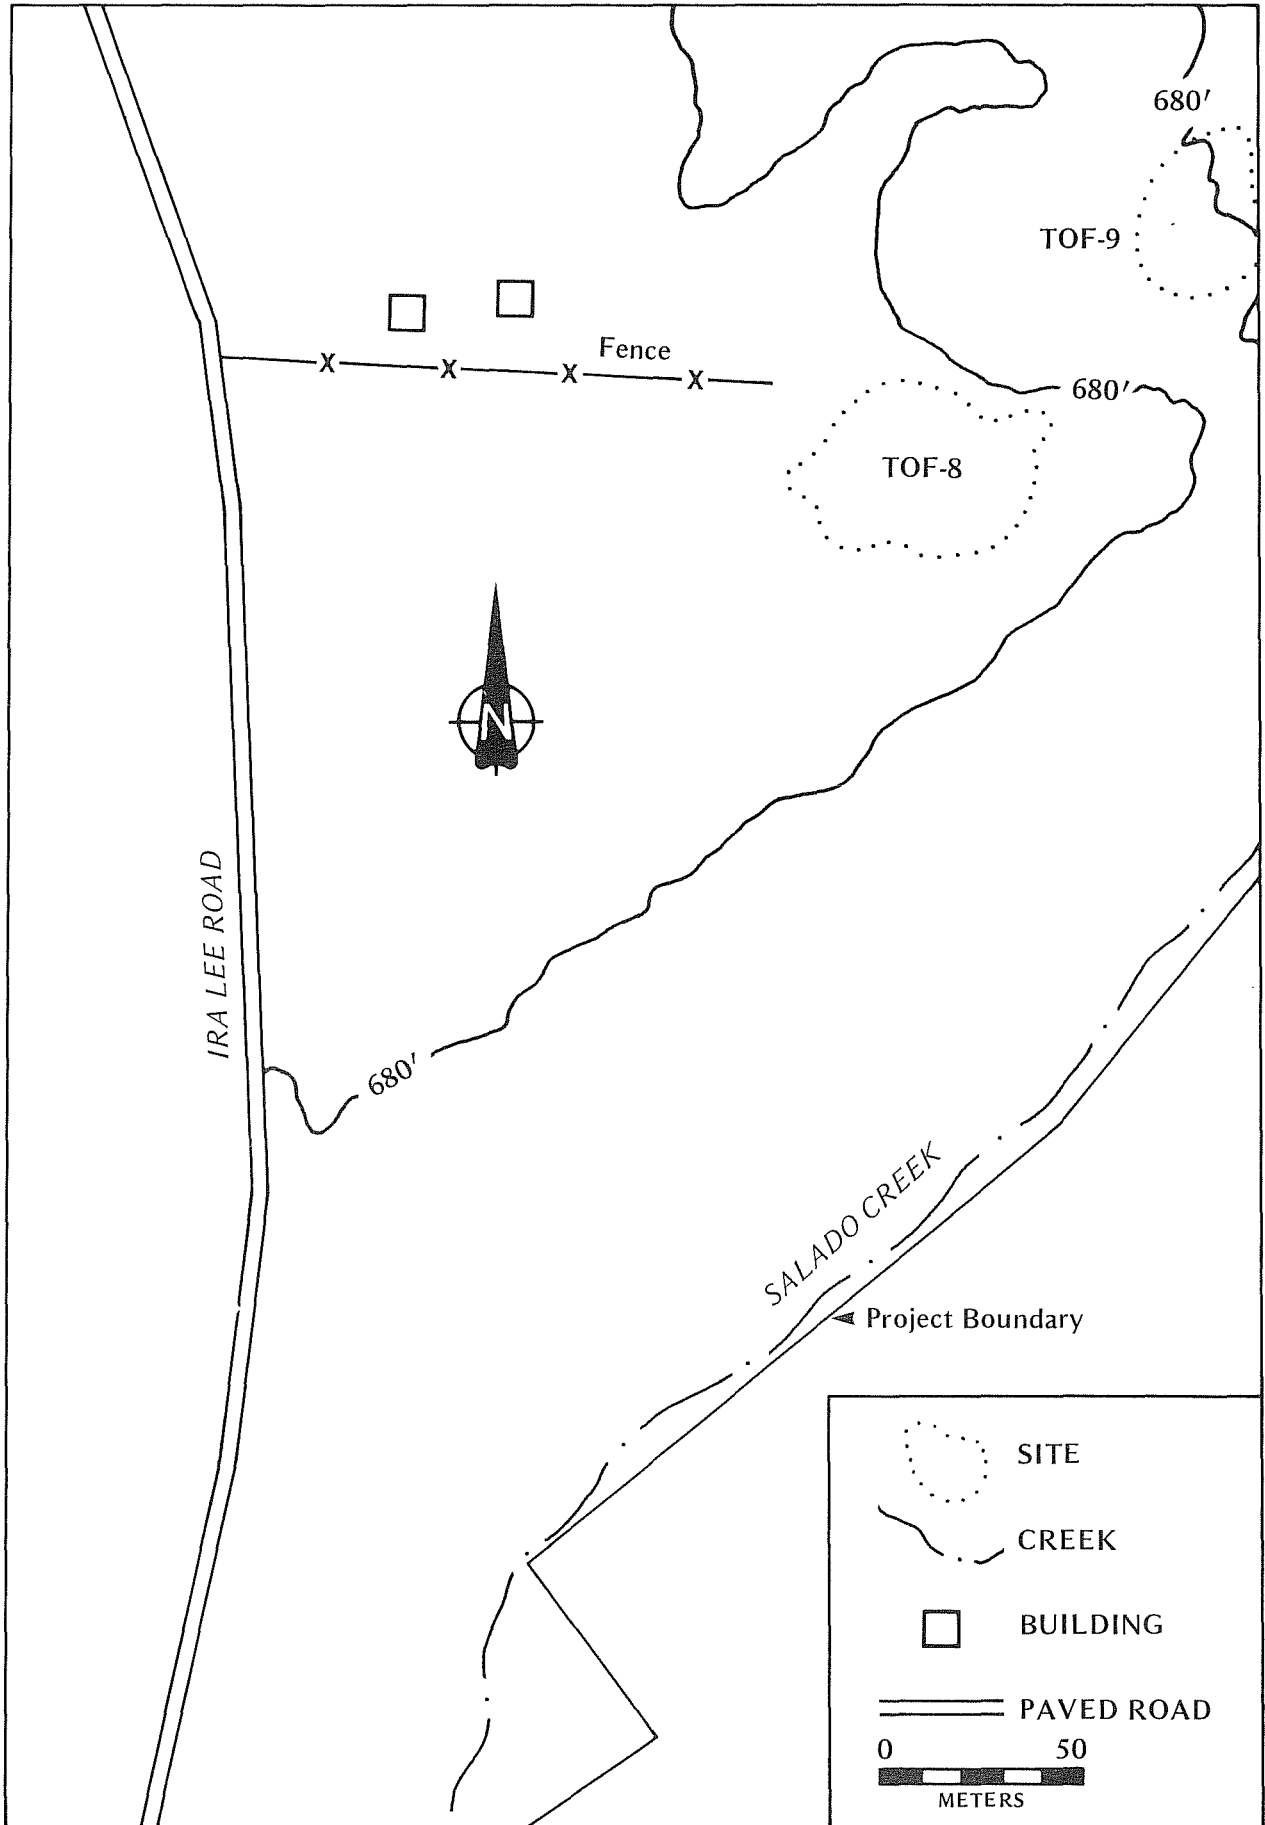 680'
TOF-9
Fence
X X X X
680'
TOF-8
N
IRA LEE ROAD
680'
SALADO CREEK
Project Boundary
SITE
CREEK
BUILDING
PAVED ROAD
0 50
METERS